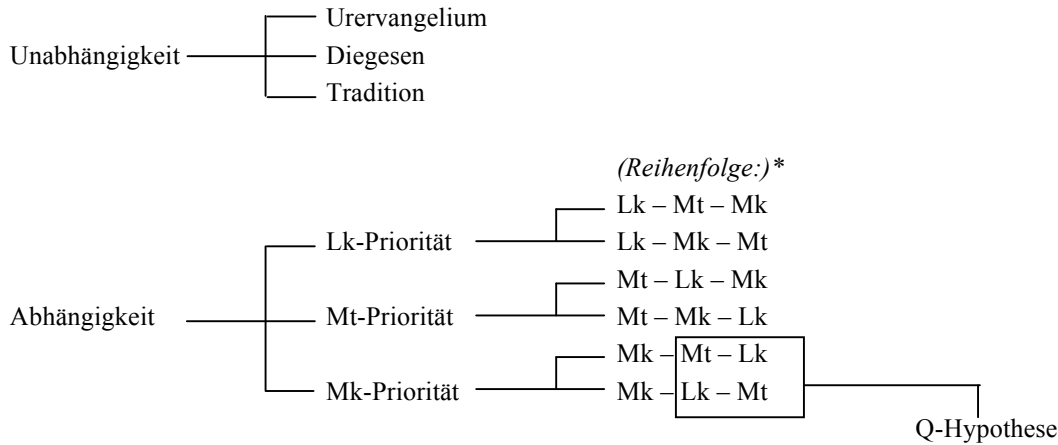 Urervangelium
Unabhängigkeit
Diegesen
Tradition
(Reihenfolge:)*
Lk – Mt – Mk
Lk-Priorität
Lk – Mk – Mt
Mt – Lk – Mk
Abhängigkeit
Mt-Priorität
Mt – Mk – Lk
Mk – Mt – Lk
Mk-Priorität
Mk – Lk – Mt
Q-Hypothese